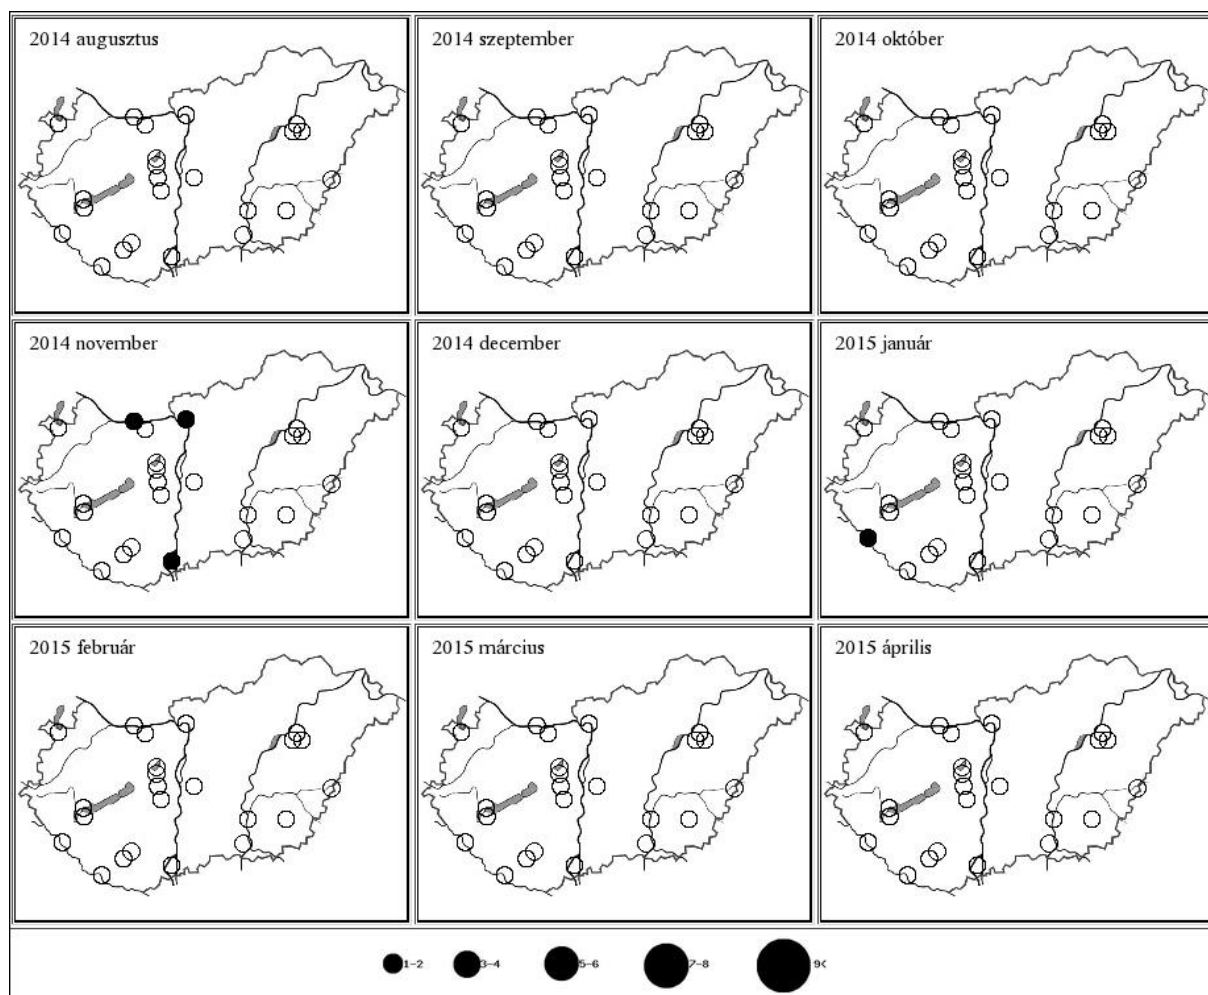 2014 augusztus
2014 szeptember
2014 október
2014 november
2014 december
2015 január
2015 február
2015 március
2015 április
1-2 3-4 5-6 7-8 9<